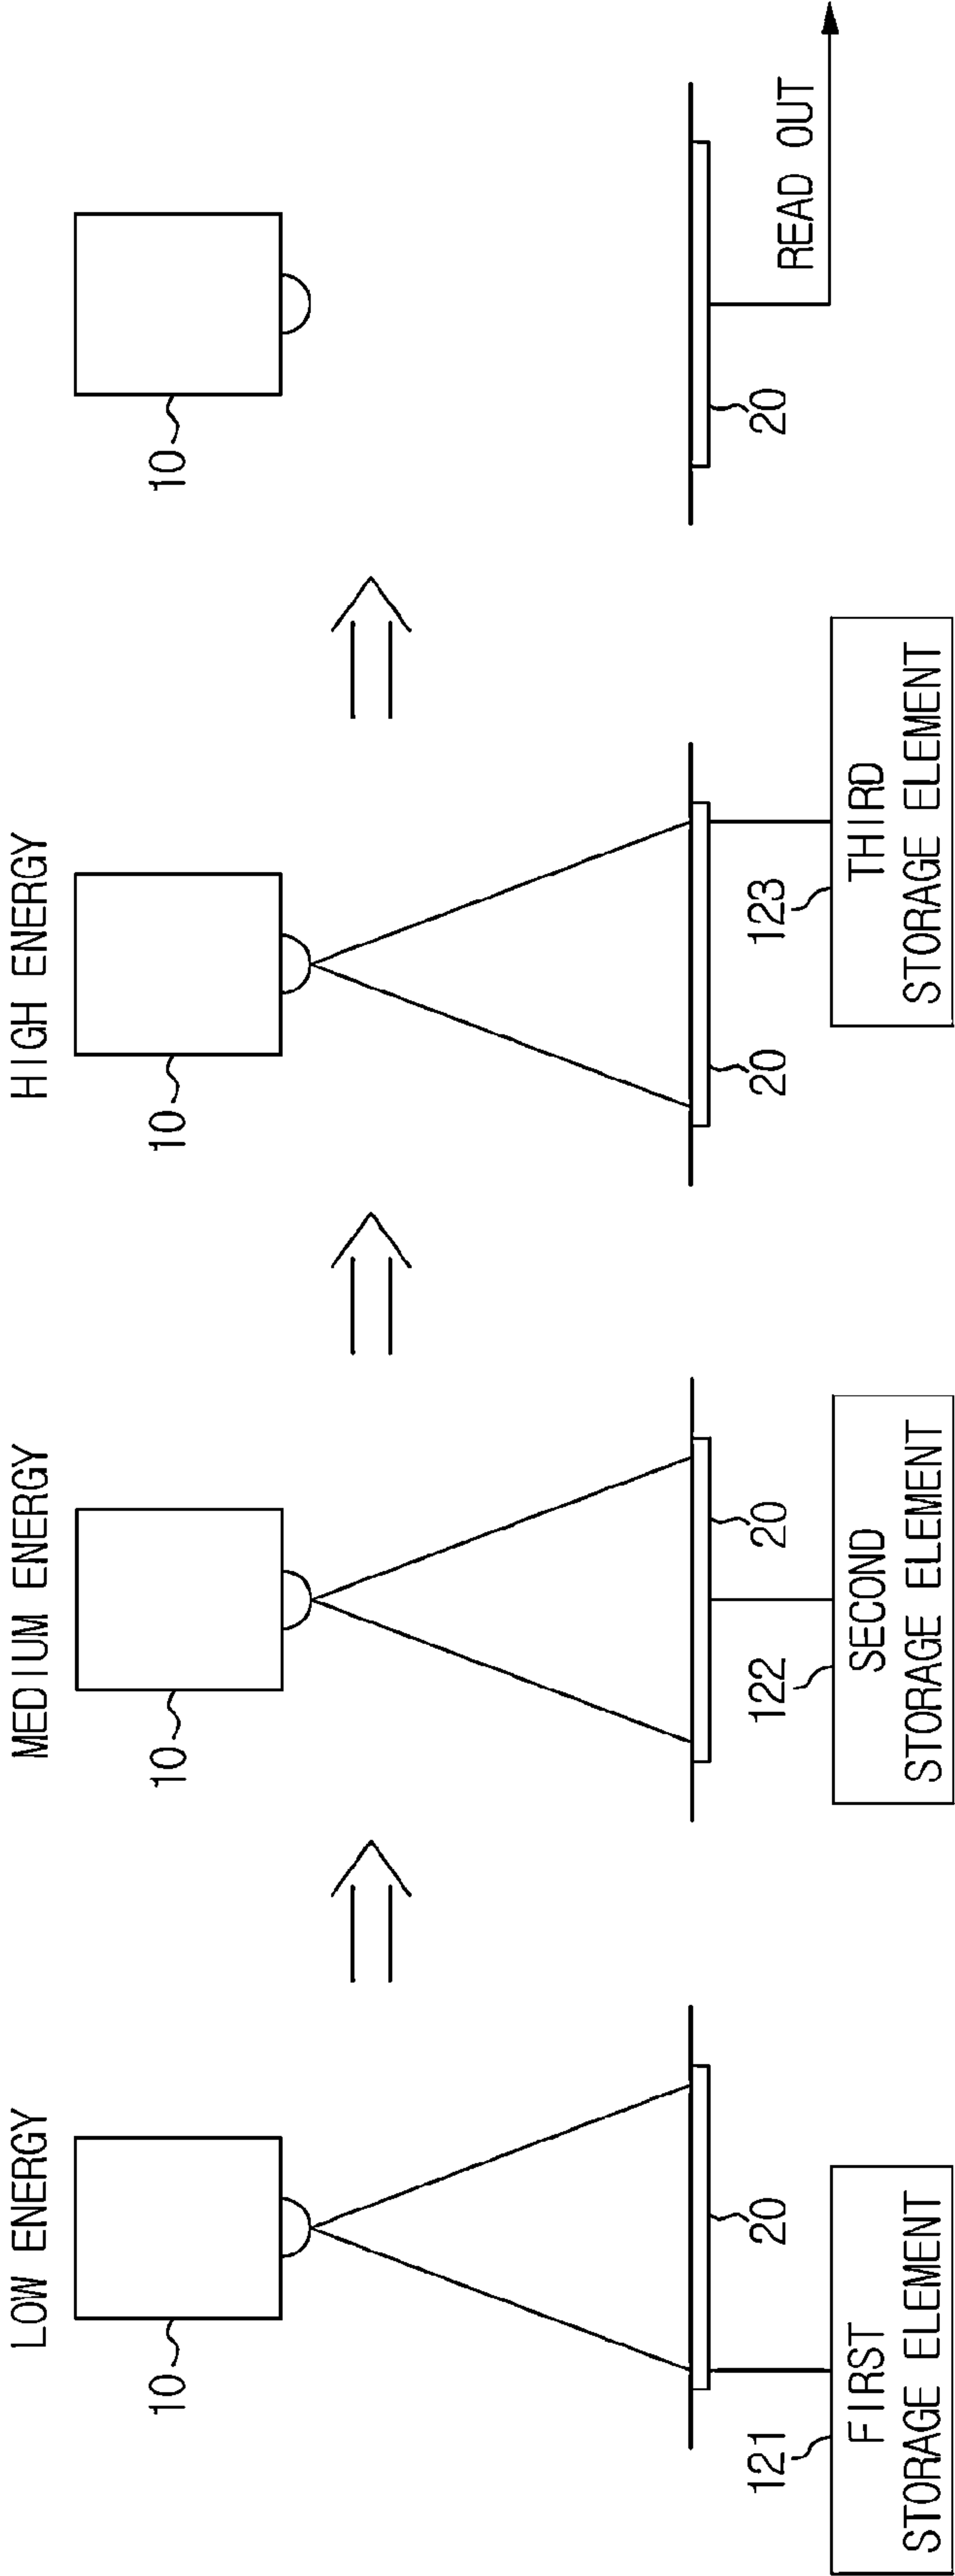 LOW ENERGY
10
20
121
FIRST
STORAGE ELEMENT
MEDIUM ENERGY
10
20
122
SECOND
STORAGE ELEMENT
HIGH ENERGY
10
20
123
THIRD
STORAGE ELEMENT
10
20
READ OUT